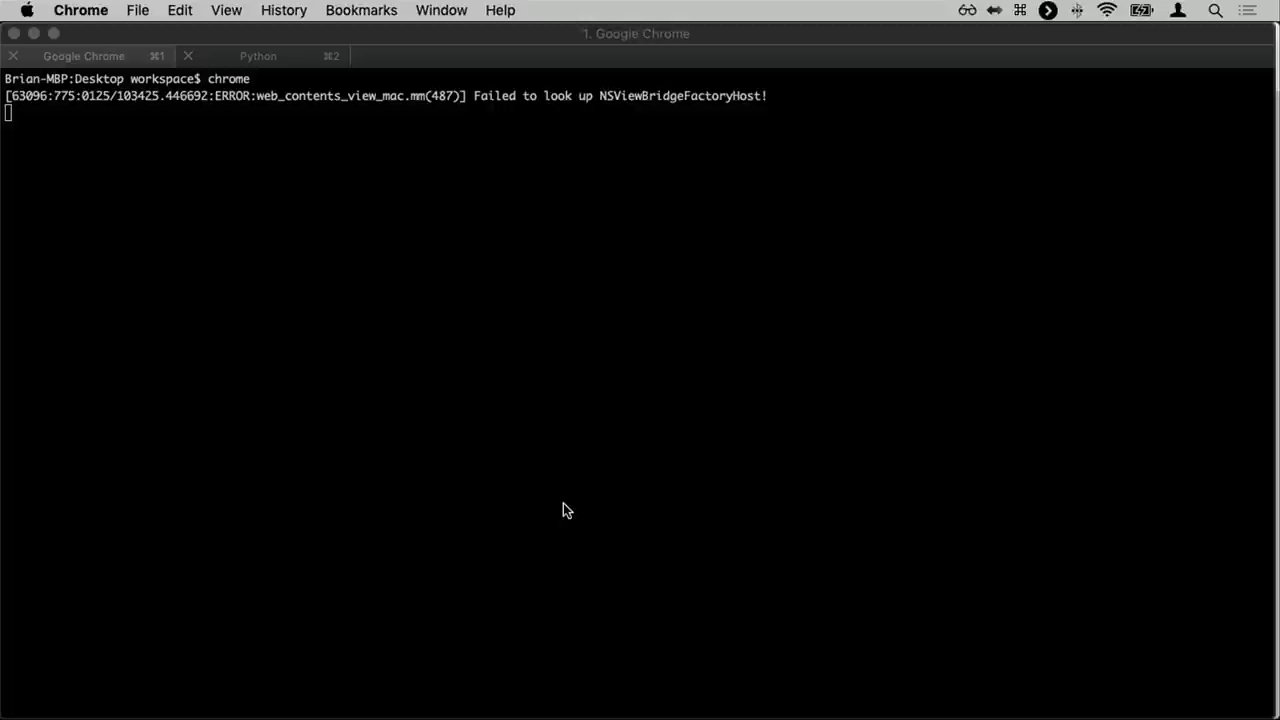 Chrome File Edit View History Bookmarks Window Help
1. Google Chrome
Google Chrome ⌘1 Python ⌘2
Brian-MBP:Desktop workspace$ chrome
[63096:775:0125/103425.446692:ERROR:web_contents_view_mac.mm(487)] Failed to look up NSViewBridgeFactoryHost!